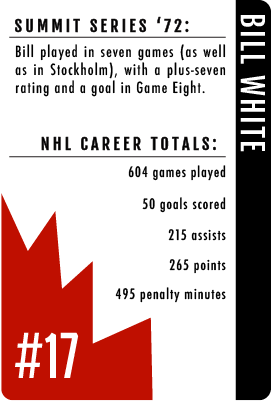 SUMMIT SERIES ‘72:
Bill played in seven games (as well
as in Stockholm), with a plus-seven
rating and a goal in Game Eight.
NHL CAREER TOTALS:
604 games played
50 goals scored
215 assists
265 points
495 penalty minutes
#17
BILL WHITE